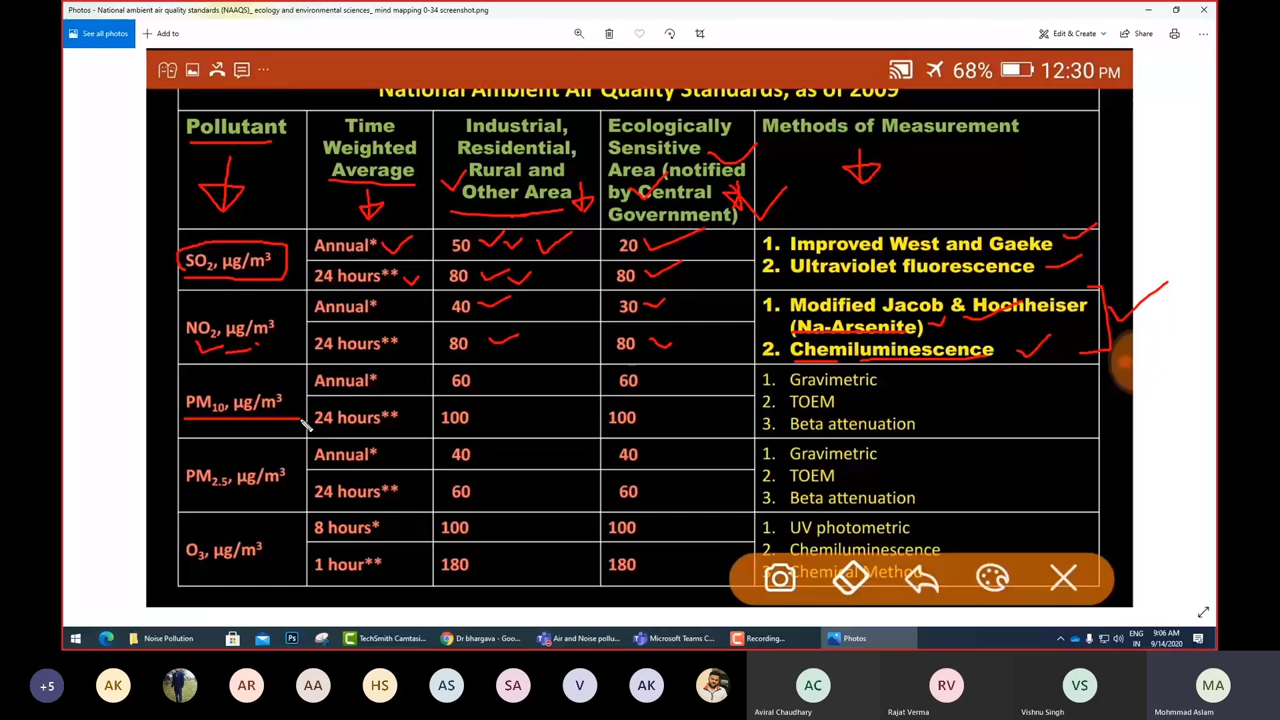 Photos - National ambient air quality standards (NAAQS)_ ecology and environmental sciences_ mind mapping 0-34 screenshot.png
See all photos
Add to
Edit & Create
Share
68%
12:30 PM
National Ambient Air Quality Standards, as of 2009
Pollutant
Time
Weighted
Average
Industrial,
Residential,
Rural and
Other Area
Ecologically
Sensitive
Area (notified
by Central
Government)
Methods of Measurement
SO2, µg/m3
Annual*
50
20
1. Improved West and Gaeke
2. Ultraviolet fluorescence
24 hours**
80
80
NO2, µg/m3
Annual*
40
30
1. Modified Jacob & Hochheiser
(Na-Arsenite)
2. Chemiluminescence
24 hours**
80
80
PM10, µg/m3
Annual*
60
60
1. Gravimetric
2. TOEM
3. Beta attenuation
24 hours**
100
100
PM2.5, µg/m3
Annual*
40
40
1. Gravimetric
2. TOEM
3. Beta attenuation
24 hours**
60
60
O3, µg/m3
8 hours*
100
100
1. UV photometric
2. Chemiluminescence
3. Chemical Method
1 hour**
180
180
Noise Pollution
TechSmith Camtasi...
Dr bhargava - Goo...
Air and Noise pollu...
Microsoft Teams C...
Recording...
Photos
ENG
IN
9:06 AM
9/14/2020
+5
AK
AR
AA
HS
AS
SA
V
AK
AC
Aviral Chaudhary
RV
Rajat Verma
VS
Vishnu Singh
MA
Mohmmad Aslam